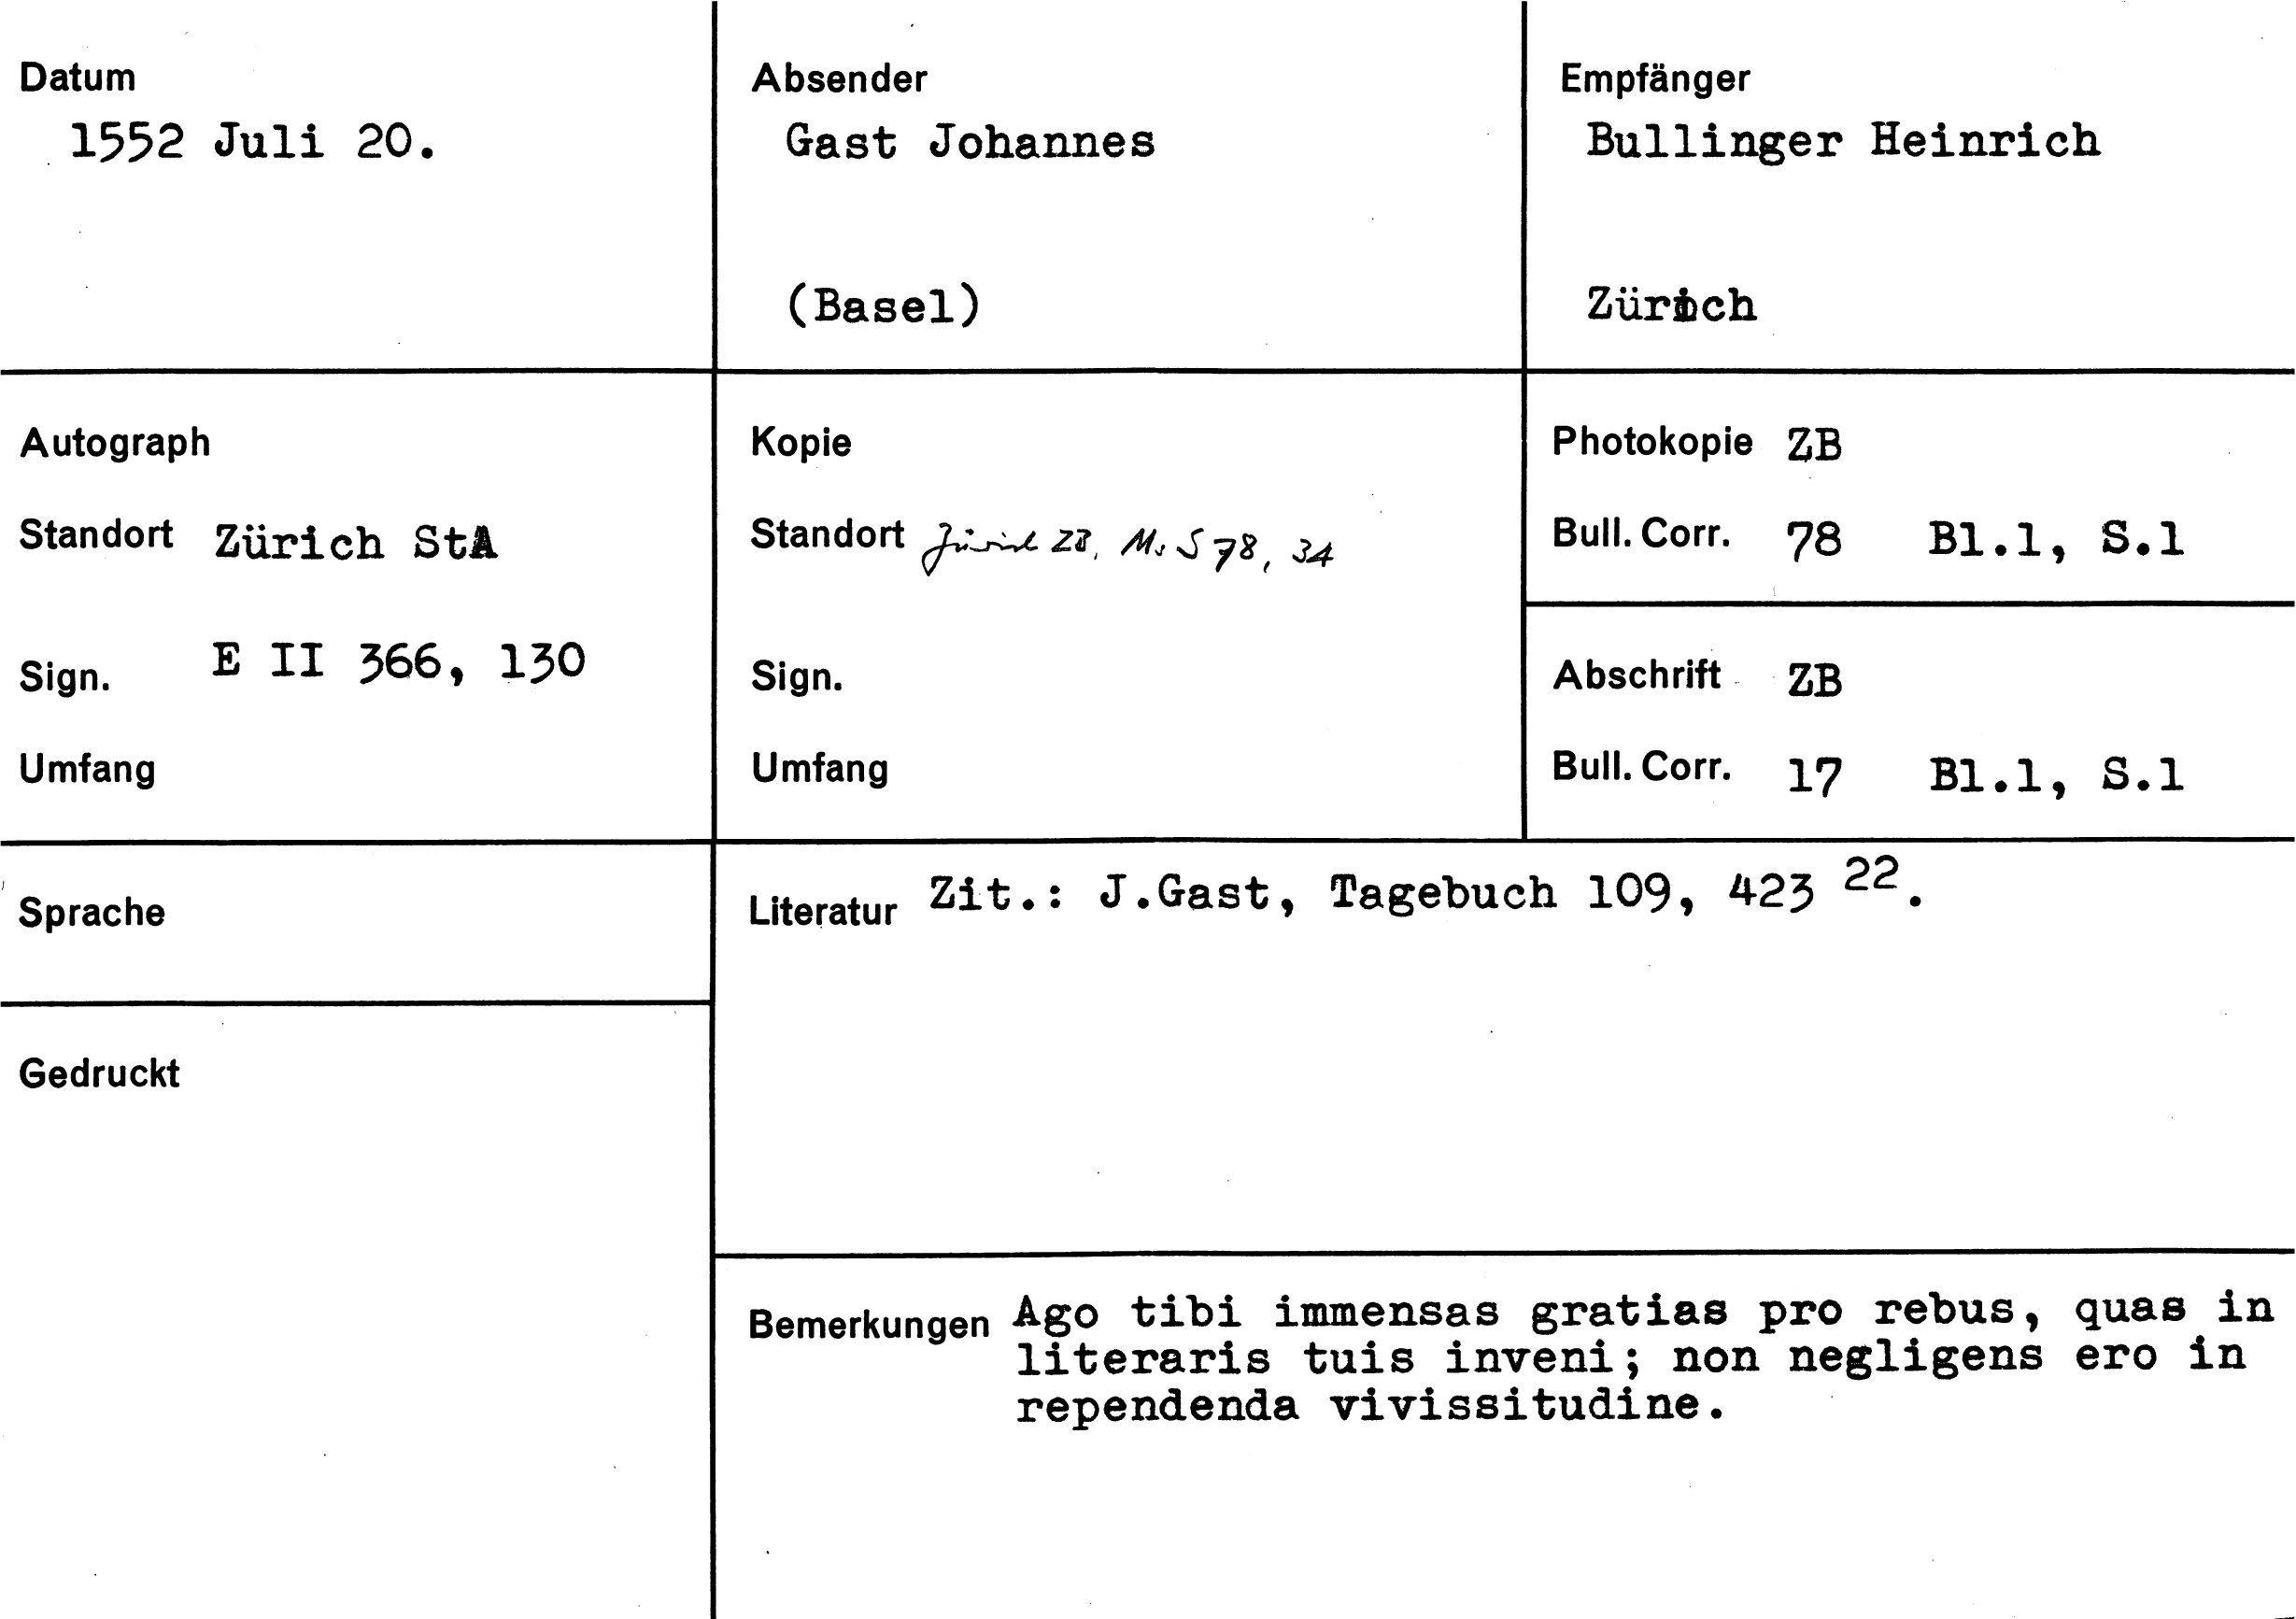 Datum
1552 Juli 20.
Absender
Gast Johannes
(Basel)
Empfänger
Bullinger Heinrich
Zürich
Autograph
Standort Zürich StA
Sign. E II 366, 130
Umfang
Kopie
Standort Zürich ZB, Ms S 78, 34
Sign.
Umfang
Photokopie ZB
Bull. Corr. 78 Bl.1, S.1
Abschrift ZB
Bull. Corr. 17 Bl.1, S.1
Sprache
Gedruckt
Literatur Zit.: J.Gast, Tagebuch 109, 423 22.
Bemerkungen Ago tibi immensas gratias pro rebus, quas in
literaris tuis inveni; non negligens ero in
rependenda vivissitudine.